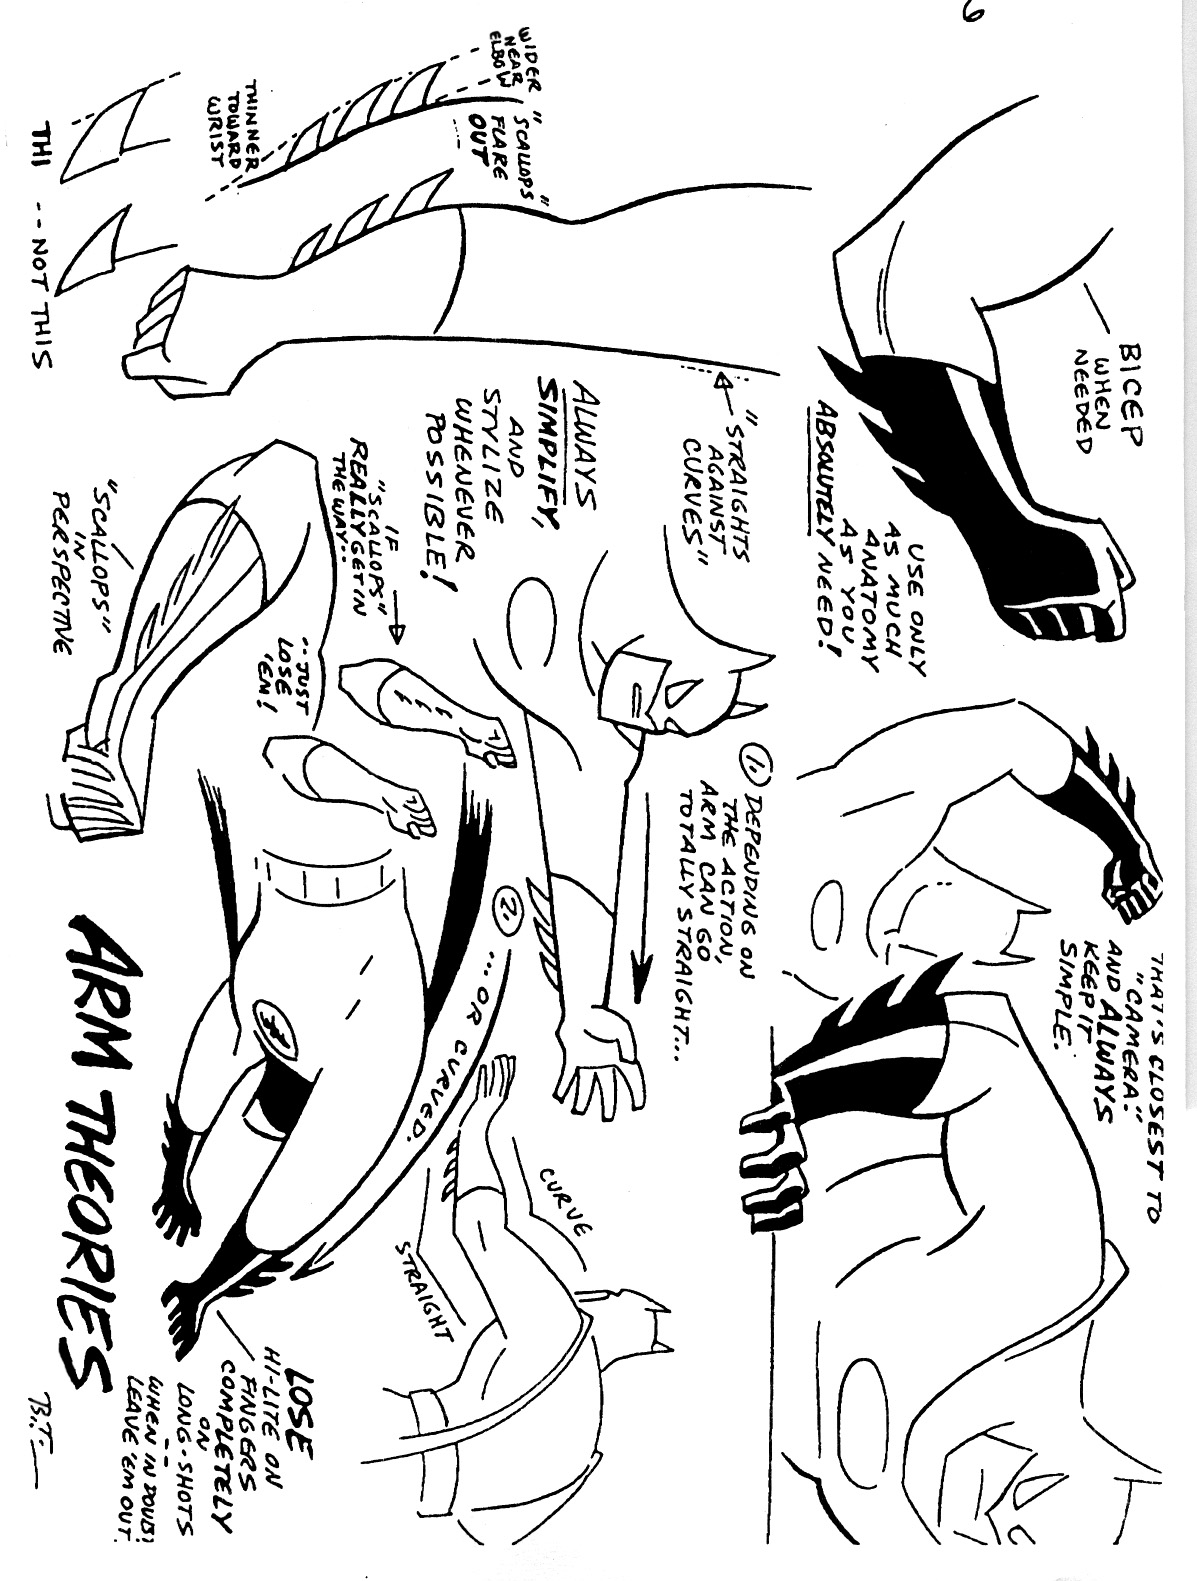 6
BICEP
WHEN
NEEDED
USE ONLY
AS MUCH
ANATOMY
AS YOU
ABSOLUTELY NEED!
THAT'S CLOSEST TO
"CAMERA."
AND ALWAYS
KEEP IT
SIMPLE.
"STRAIGHTS
AGAINST
CURVES"
1. DEPENDING ON
THE ACTION,
ARM CAN GO
TOTALLY STRAIGHT...
2. ...OR CURVED.
ALWAYS
SIMPLIFY,
AND
STYLIZE
WHENEVER
POSSIBLE!
WIDER
NEAR
ELBOW
"SCALLOPS"
FLARE
OUT
THINNER
TOWARD
WRIST
THI -- NOT THIS
IF
"SCALLOPS"
REALLY GET IN
THE WAY..
..JUST
LOSE
'EM!
"SCALLOPS"
IN
PERSPECTIVE
CURVE
STRAIGHT
LOSE
HI-LITE ON
FINGERS
COMPLETELY
ON
LONG-SHOTS
--
WHEN IN DOUBT
LEAVE 'EM OUT.
ARM THEORIES
B.T.